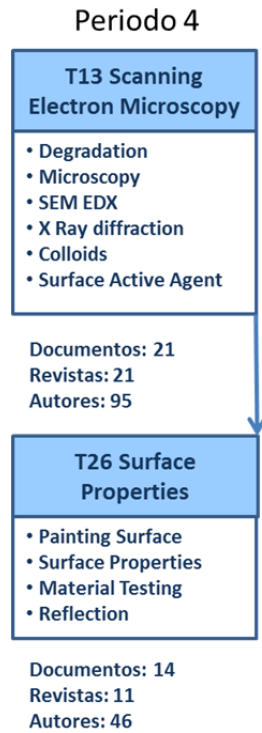 Periodo 4
T13 Scanning
Electron Microscopy
• Degradation
• Microscopy
• SEM EDX
• X Ray diffraction
• Colloids
• Surface Active Agent
Documentos: 21
Revistas: 21
Autores: 95
T26 Surface
Properties
• Painting Surface
• Surface Properties
• Material Testing
• Reflection
Documentos: 14
Revistas: 11
Autores: 46